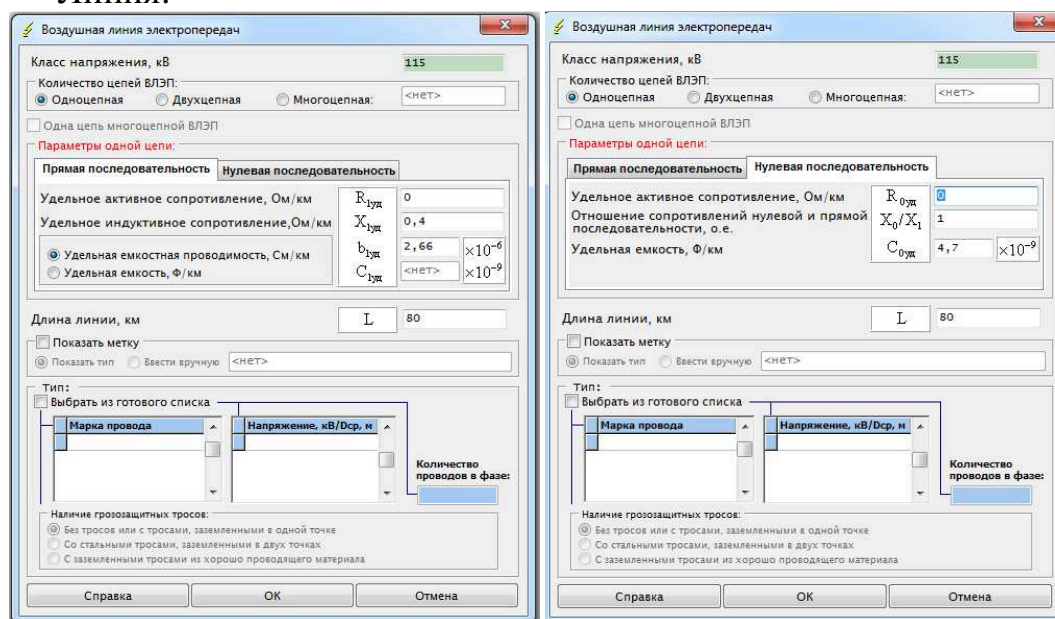 Линия:
Воздушная линия электропередач
Класс напряжения, кВ 115
Количество цепей ВЛЭП:
Одноцепная Двухцепная Многоцепная: <нет>
Одна цепь многоцепной ВЛЭП
Параметры одной цепи:
Прямая последовательность Нулевая последовательность
Удельное активное сопротивление, Ом/км R1уд 0
Удельное индуктивное сопротивление,Ом/км X1уд 0,4
Удельная емкостная проводимость, См/км b1уд 2,66 ×10⁻⁶
Удельная емкость, Ф/км C1уд <нет> ×10⁻⁹
Длина линии, км L 80
Показать метку
Показать тип Ввести вручную <нет>
Тип:
Выбрать из готового списка
Марка провода Напряжение, кВ/Dср, м
Количество
проводов в фазе:
Наличие грозозащитных тросов:
Без тросов или с тросами, заземленными в одной точке
Со стальными тросами, заземленными в двух точках
С заземленными тросами из хорошо проводящего материала
Справка ОК Отмена
Воздушная линия электропередач
Класс напряжения, кВ 115
Количество цепей ВЛЭП:
Одноцепная Двухцепная Многоцепная: <нет>
Одна цепь многоцепной ВЛЭП
Параметры одной цепи:
Прямая последовательность Нулевая последовательность
Удельное активное сопротивление, Ом/км R0уд 0
Отношение сопротивлений нулевой и прямой
последовательности, о.е. X0/X1 1
Удельная емкость, Ф/км C0уд 4,7 ×10⁻⁹
Длина линии, км L 80
Показать метку
Показать тип Ввести вручную <нет>
Тип:
Выбрать из готового списка
Марка провода Напряжение, кВ/Dср, м
Количество
проводов в фазе:
Наличие грозозащитных тросов:
Без тросов или с тросами, заземленными в одной точке
Со стальными тросами, заземленными в двух точках
С заземленными тросами из хорошо проводящего материала
Справка ОК Отмена